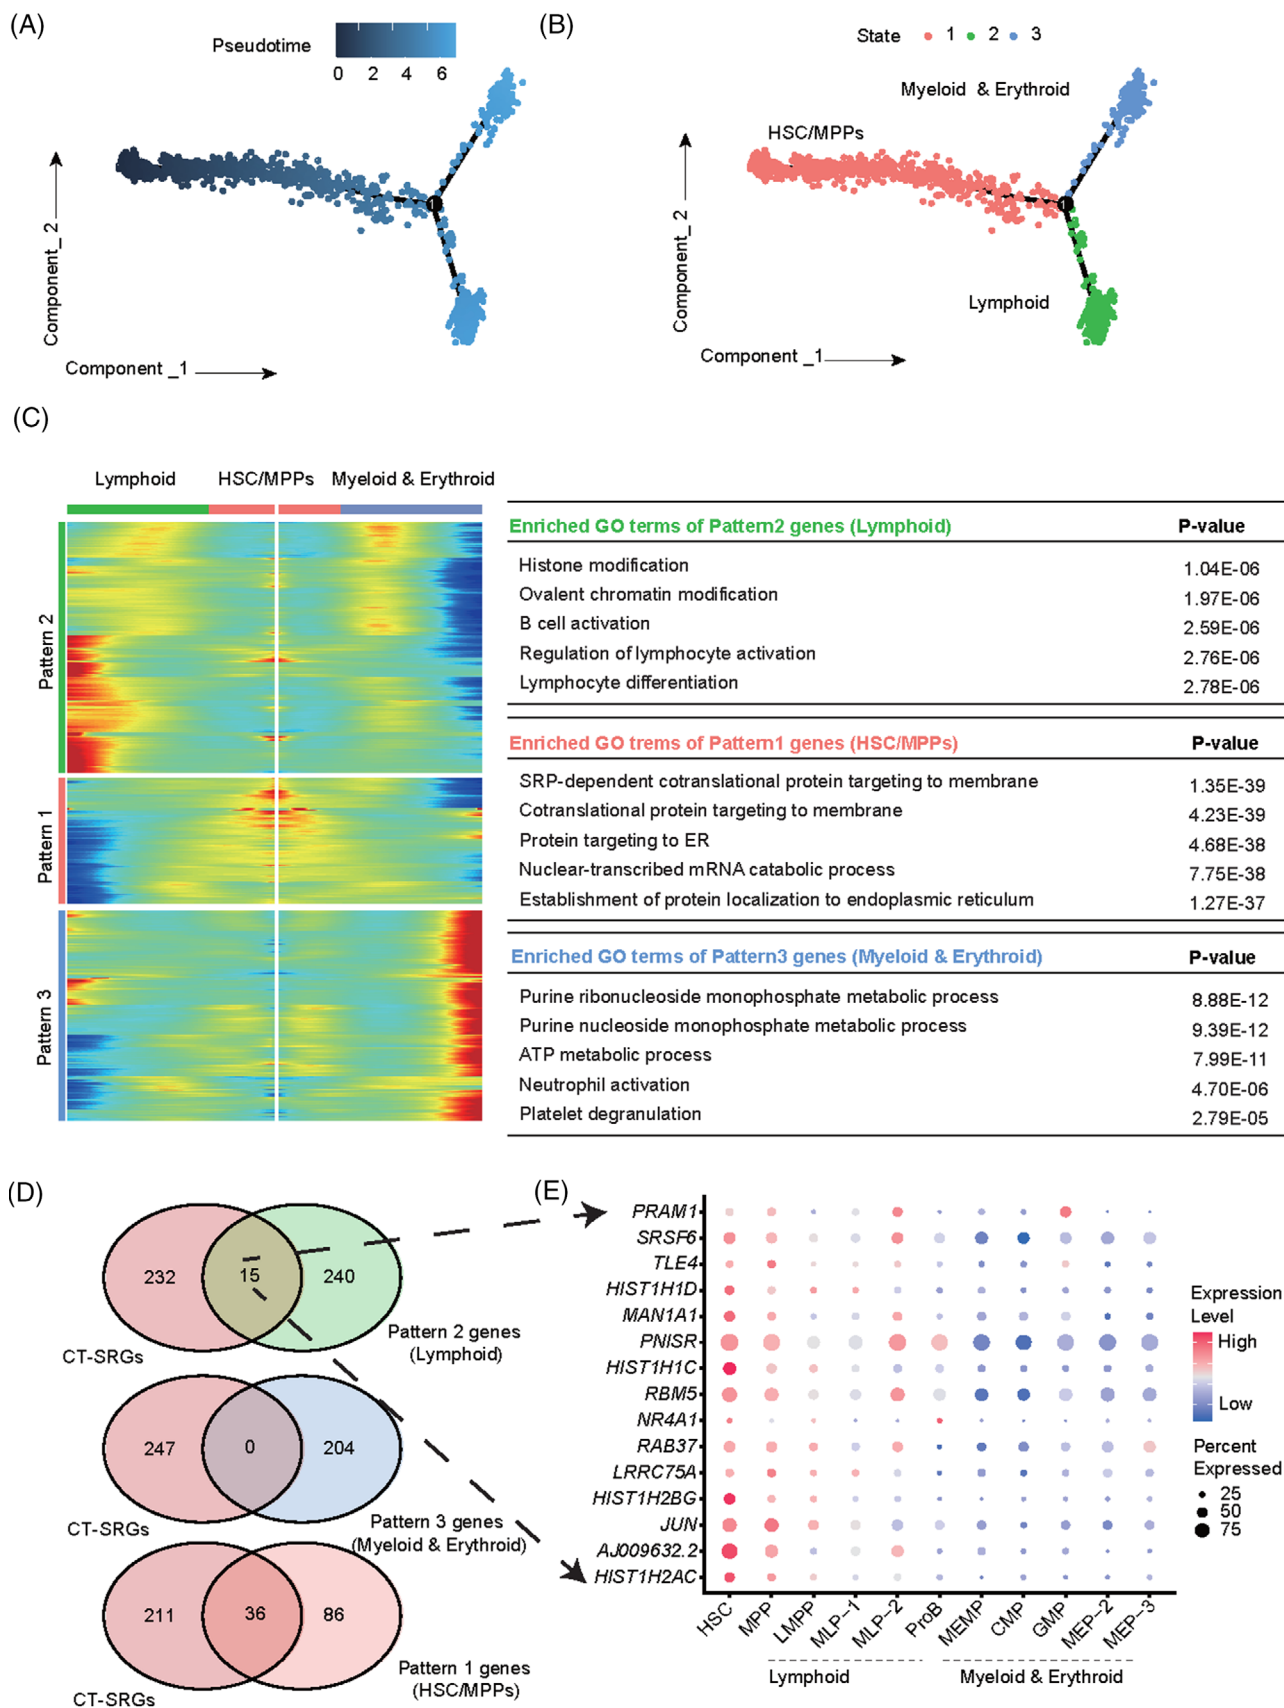 (A)
Pseudotime
0 2 4 6
1
Component_ 2
Component _1
(B)
State 1 2 3
Myeloid & Erythroid
HSC/MPPs
1
Lymphoid
Component_ 2
Component _1
(C)
Lymphoid HSC/MPPs Myeloid & Erythroid
Pattern 2
Pattern 1
Pattern 3
Enriched GO terms of Pattern2 genes (Lymphoid) P-value
Histone modification 1.04E-06
Ovalent chromatin modification 1.97E-06
B cell activation 2.59E-06
Regulation of lymphocyte activation 2.76E-06
Lymphocyte differentiation 2.78E-06
Enriched GO trems of Pattern1 genes (HSC/MPPs) P-value
SRP-dependent cotranslational protein targeting to membrane 1.35E-39
Cotranslational protein targeting to membrane 4.23E-39
Protein targeting to ER 4.68E-38
Nuclear-transcribed mRNA catabolic process 7.75E-38
Establishment of protein localization to endoplasmic reticulum 1.27E-37
Enriched GO terms of Pattern3 genes (Myeloid & Erythroid) P-value
Purine ribonucleoside monophosphate metabolic process 8.88E-12
Purine nucleoside monophosphate metabolic process 9.39E-12
ATP metabolic process 7.99E-11
Neutrophil activation 4.70E-06
Platelet degranulation 2.79E-05
(D)
232 15 240
CT-SRGs
Pattern 2 genes
(Lymphoid)
247 0 204
CT-SRGs
Pattern 3 genes
(Myeloid & Erythroid)
211 36 86
CT-SRGs
Pattern 1 genes
(HSC/MPPs)
(E)
PRAM1
SRSF6
TLE4
HIST1H1D
MAN1A1
PNISR
HIST1H1C
RBM5
NR4A1
RAB37
LRRC75A
HIST1H2BG
JUN
AJ009632.2
HIST1H2AC
HSC MPP LMPP MLP-1 MLP-2 ProB MEMP CMP GMP MEP-2 MEP-3
Lymphoid Myeloid & Erythroid
Expression
Level
High
Low
Percent
Expressed
25
50
75